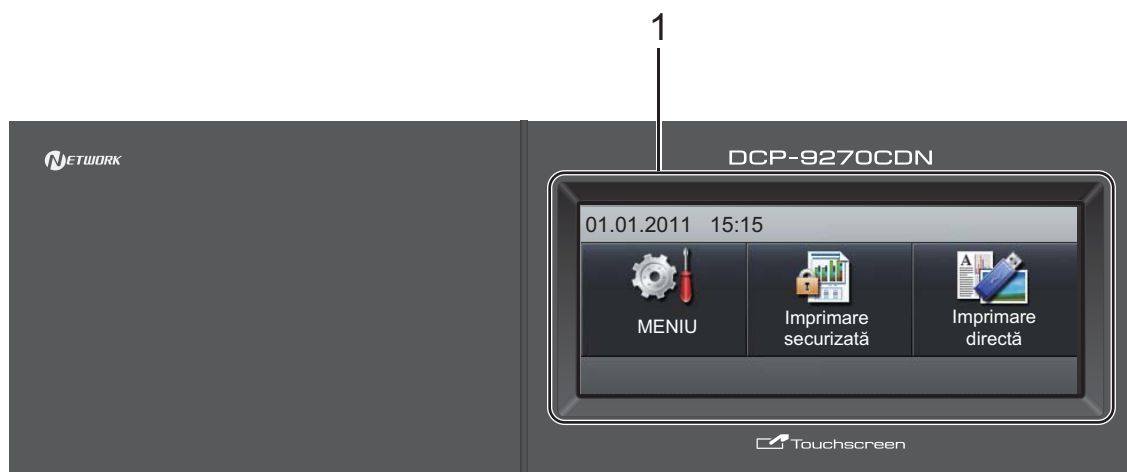 1
NETWORK
DCP-9270CDN
01.01.2011 15:15
MENIU
Imprimare
securizată
Imprimare
directă
Touchscreen